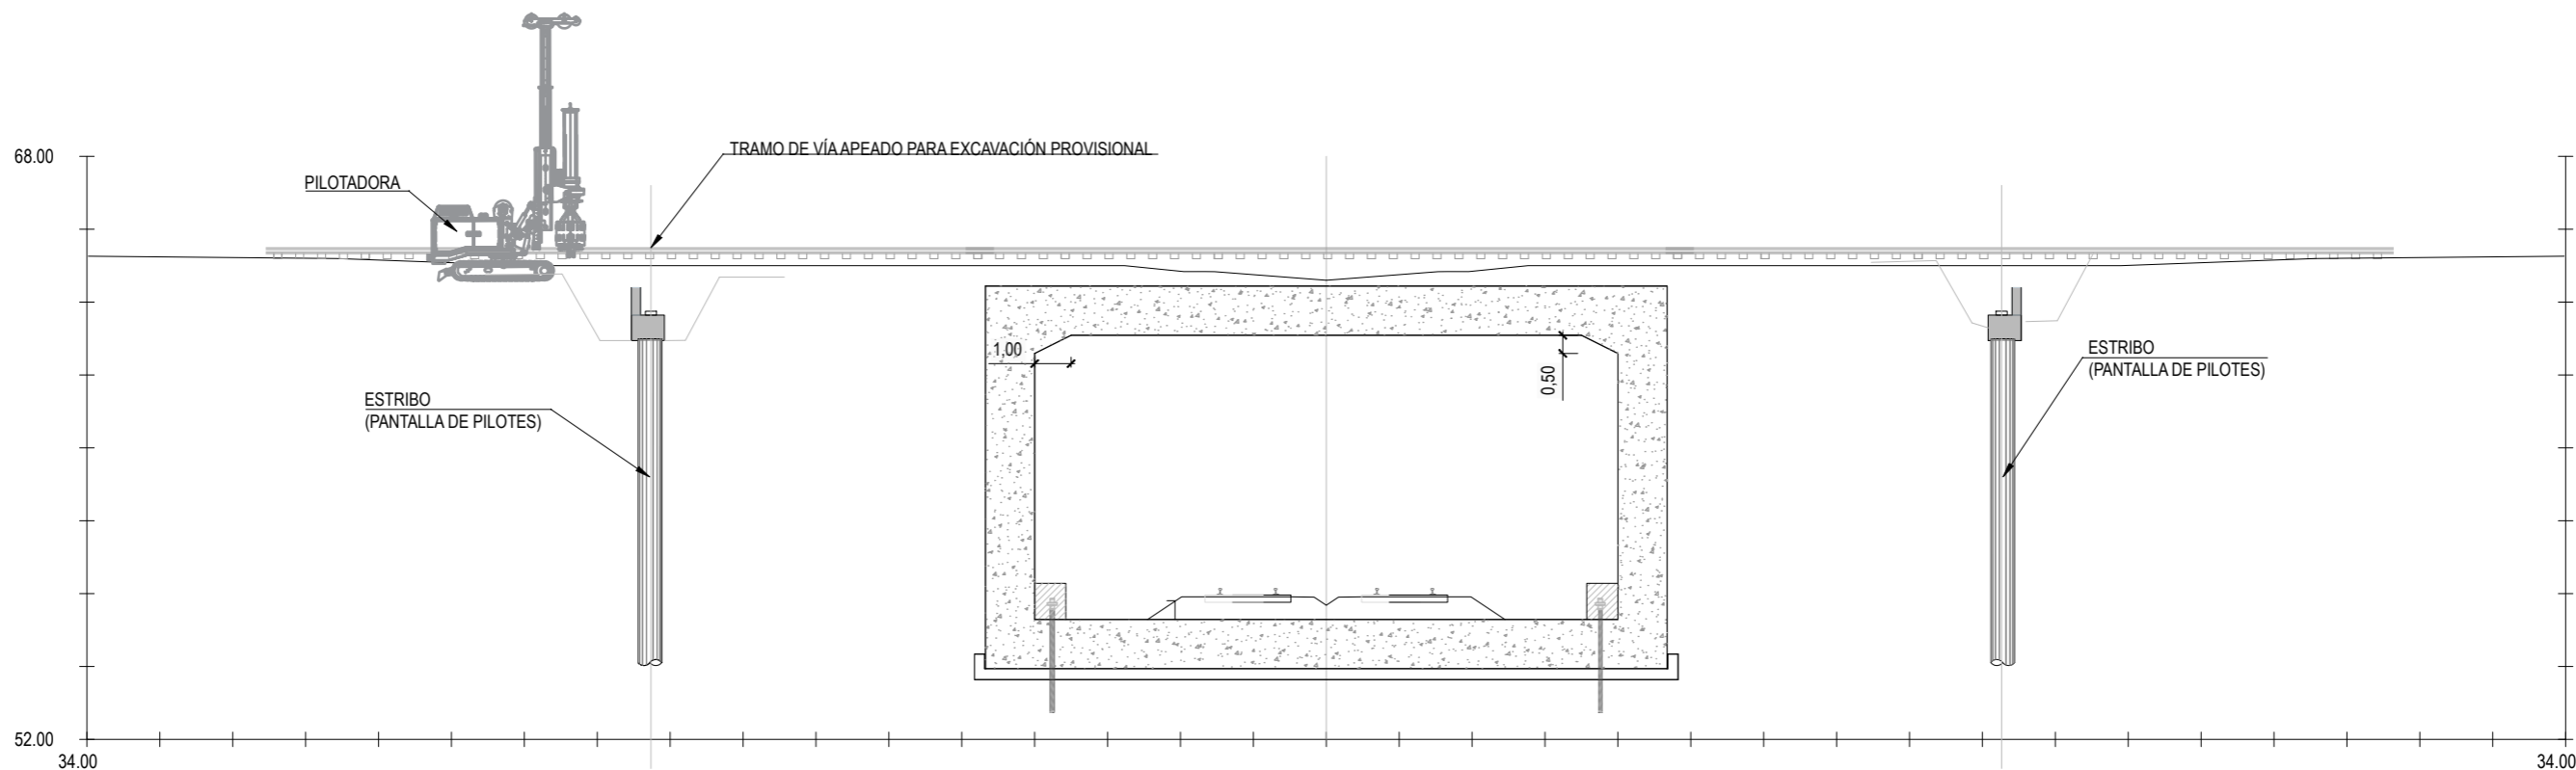 68.00
TRAMO DE VÍA APEADO PARA EXCAVACIÓN PROVISIONAL
PILOTADORA
1,00
0,50
ESTRIBO
(PANTALLA DE PILOTES)
ESTRIBO
(PANTALLA DE PILOTES)
52.00
34.00
34.00